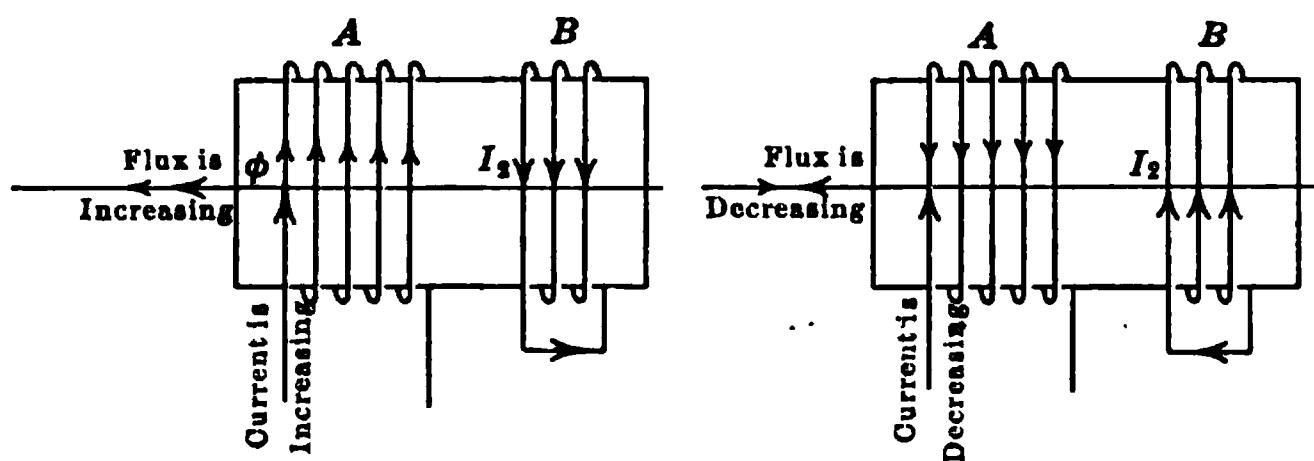 A
B
Flux is
ϕ
Increasing
I₂
Current is
Increasing
A
B
Flux is
Decreasing
I₂
Current is
Decreasing